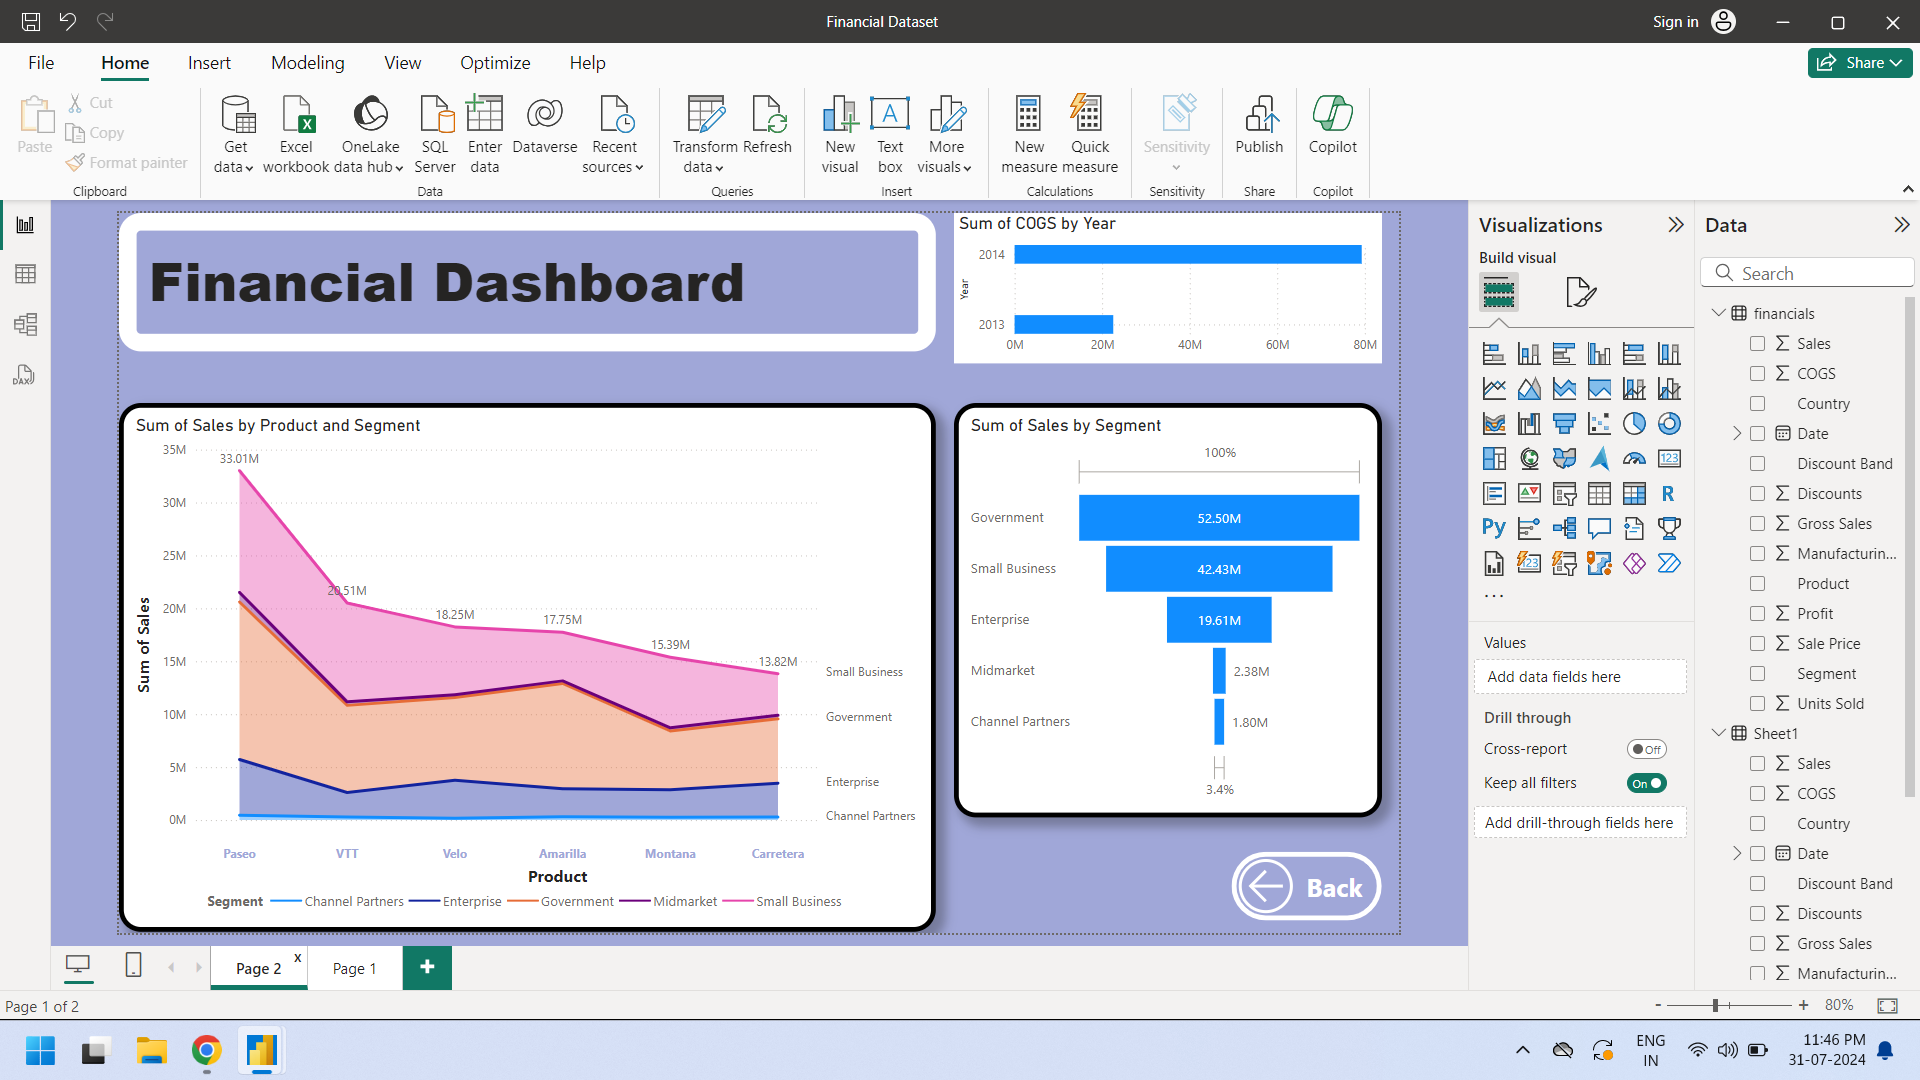 Financial Dataset
Sign in
File
Home
Insert
Modeling
View
Optimize
Help
Share
Paste
Cut
Copy
Format painter
Clipboard
Get data
Excel workbook
OneLake data hub
SQL Server
Enter data
Dataverse
Recent sources
Data
Transform data
Refresh
Queries
New visual
Text box
More visuals
Insert
New measure
Quick measure
Calculations
Sensitivity
Sensitivity
Publish
Share
Copilot
Copilot
Financial Dashboard
Sum of COGS by Year
Year
2014
2013
0M 20M 40M 60M 80M
Sum of Sales by Product and Segment
Sum of Sales
35M
30M
25M
20M
15M
10M
5M
0M
33.01M
20.51M
18.25M
17.75M
15.39M
13.82M
Small Business
Government
Enterprise
Channel Partners
Paseo VTT Velo Amarilla Montana Carretera
Product
Segment Channel Partners Enterprise Government Midmarket Small Business
Sum of Sales by Segment
100%
Government 52.50M
Small Business 42.43M
Enterprise 19.61M
Midmarket 2.38M
Channel Partners 1.80M
3.4%
Back
Visualizations
Build visual
123
R
Py
123
...
Values
Add data fields here
Drill through
Cross-report Off
Keep all filters On
Add drill-through fields here
Data
Search
financials
Σ Sales
Σ COGS
Country
Date
Discount Band
Σ Discounts
Σ Gross Sales
Σ Manufacturin...
Product
Σ Profit
Σ Sale Price
Segment
Σ Units Sold
Sheet1
Σ Sales
Σ COGS
Country
Date
Discount Band
Σ Discounts
Σ Gross Sales
Σ Manufacturin...
DAX
Page 2 x
Page 1
+
Page 1 of 2
- + 80%
ENG
IN
11:46 PM
31-07-2024